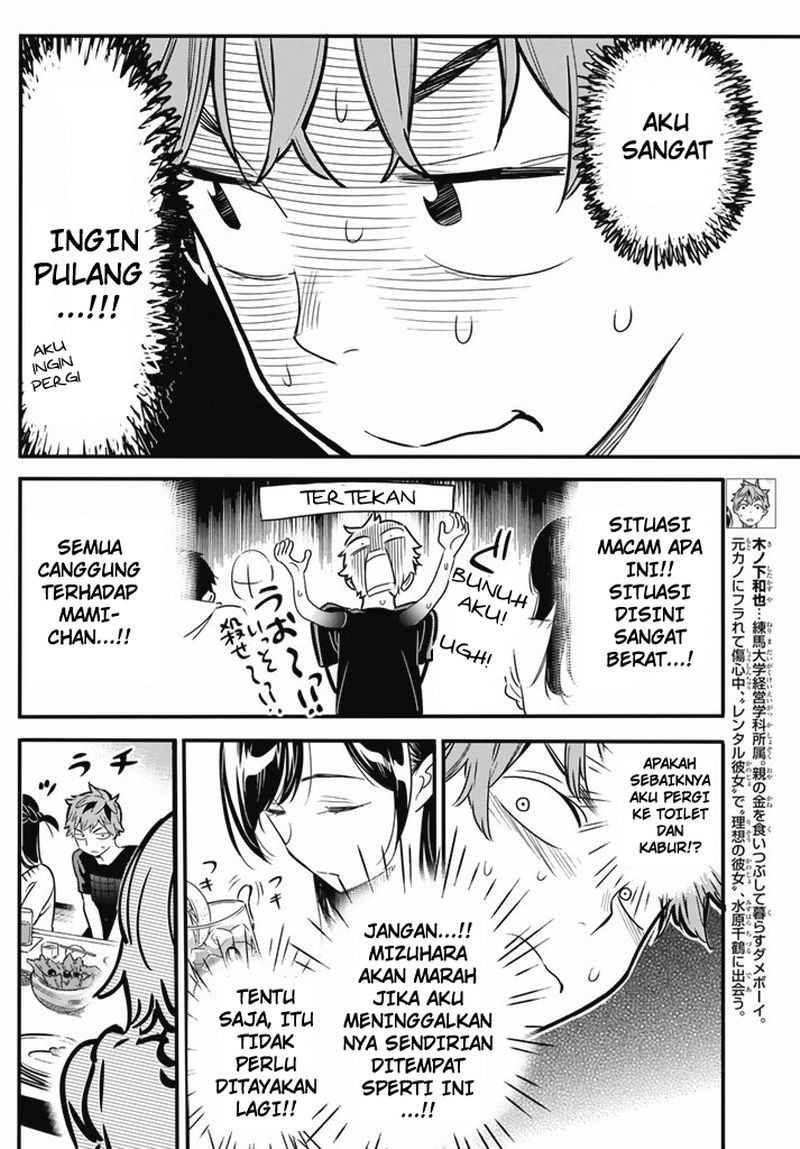 AKU
SANGAT
INGIN
PULANG
...!!!
AKU
INGIN
PERGI
TERTEKAN
SITUASI
MACAM APA
INI!!
SITUASI
DISINI
SANGAT
BERAT...!
BUNUH
AKU!
UGH!
うお〜〜
いっそ〜
殺せ〜〜
SEMUA
CANGGUNG
TERHADAP
MAMI-
CHAN...!!
木ノ下和也…練馬大学経営学科所属。親の金を食いつぶして暮らすダメボーイ。
元カノにフラれて傷心中、“レンタル彼女”で“理想の彼女”、水原千鶴に出会う。
APAKAH
SEBAIKNYA
AKU PERGI
KE TOILET
DAN
KABUR!?
JANGAN...!!
MIZUHARA
AKAN MARAH
JIKA AKU
MENINGGALKAN
NYA SENDIRIAN
DITEMPAT
SPERTI INI
...!!
TENTU
SAJA, ITU
TIDAK
PERLU
DITAYAKAN
LAGI!!
チラ